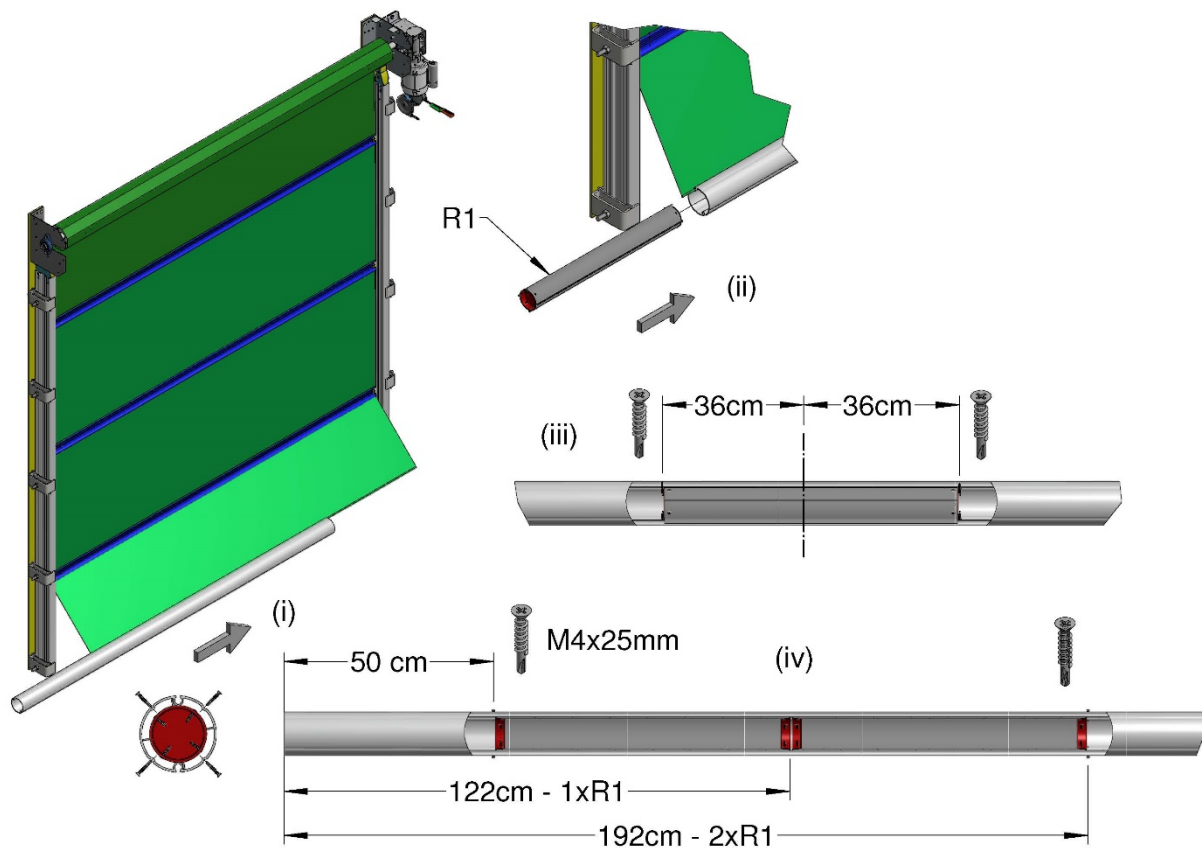 R1
(ii)
36cm
36cm
(iii)
(i)
M4x25mm
(iv)
50 cm
122cm - 1xR1
192cm - 2xR1